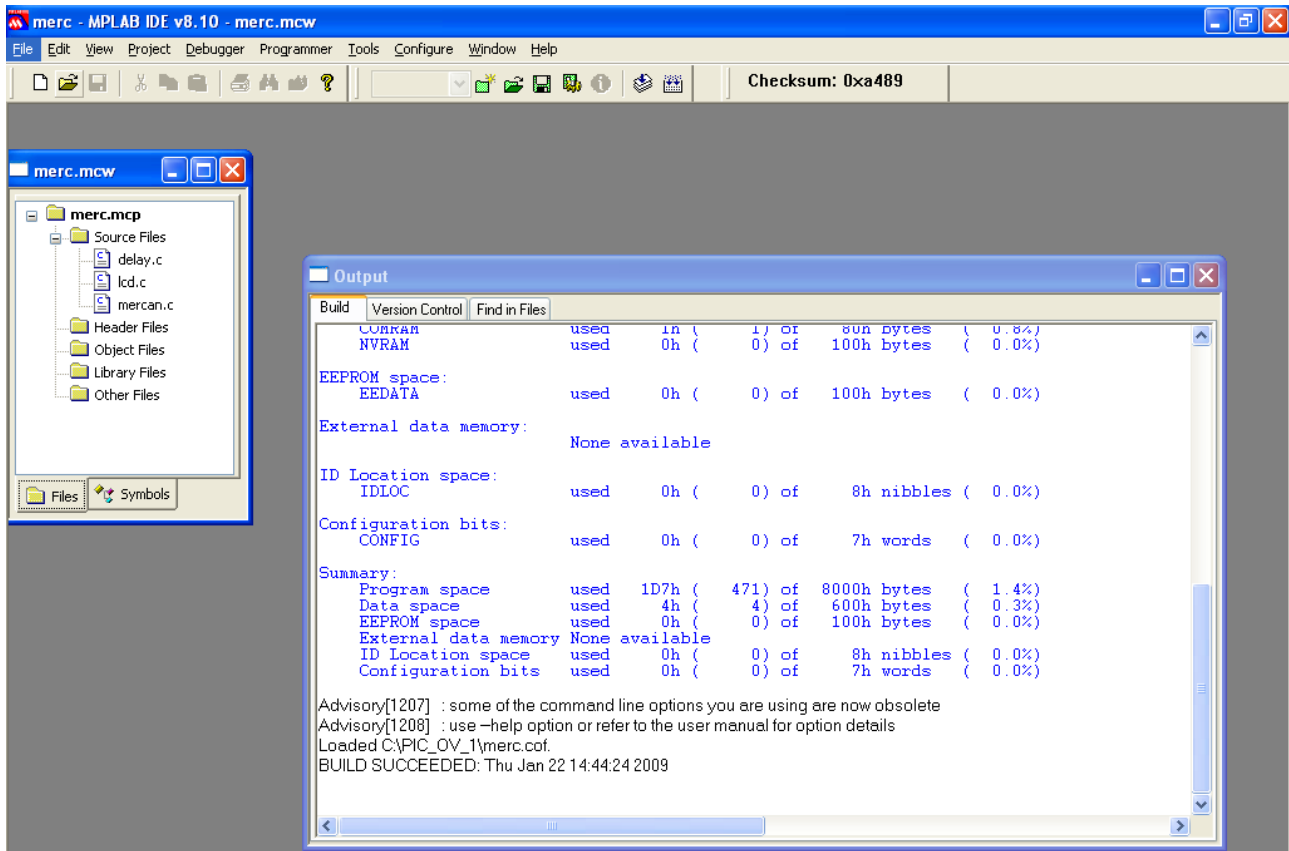 merc - MPLAB IDE v8.10 - merc.mcw
File Edit View Project Debugger Programmer Tools Configure Window Help
Checksum: 0xa489
merc.mcw
merc.mcp
Source Files
delay.c
lcd.c
mercan.c
Header Files
Object Files
Library Files
Other Files
Files Symbols
Output
Build Version Control Find in Files
COMRAM used 1h ( 1) of 80h bytes ( 0.8%)
NVRAM used 0h ( 0) of 100h bytes ( 0.0%)
EEPROM space:
EEDATA used 0h ( 0) of 100h bytes ( 0.0%)
External data memory:
None available
ID Location space:
IDLOC used 0h ( 0) of 8h nibbles ( 0.0%)
Configuration bits:
CONFIG used 0h ( 0) of 7h words ( 0.0%)
Summary:
Program space used 1D7h ( 471) of 8000h bytes ( 1.4%)
Data space used 4h ( 4) of 600h bytes ( 0.3%)
EEPROM space used 0h ( 0) of 100h bytes ( 0.0%)
External data memory None available
ID Location space used 0h ( 0) of 8h nibbles ( 0.0%)
Configuration bits used 0h ( 0) of 7h words ( 0.0%)
Advisory[1207] : some of the command line options you are using are now obsolete
Advisory[1208] : use –help option or refer to the user manual for option details
Loaded C:\PIC_OV_1\merc.cof.
BUILD SUCCEEDED: Thu Jan 22 14:44:24 2009